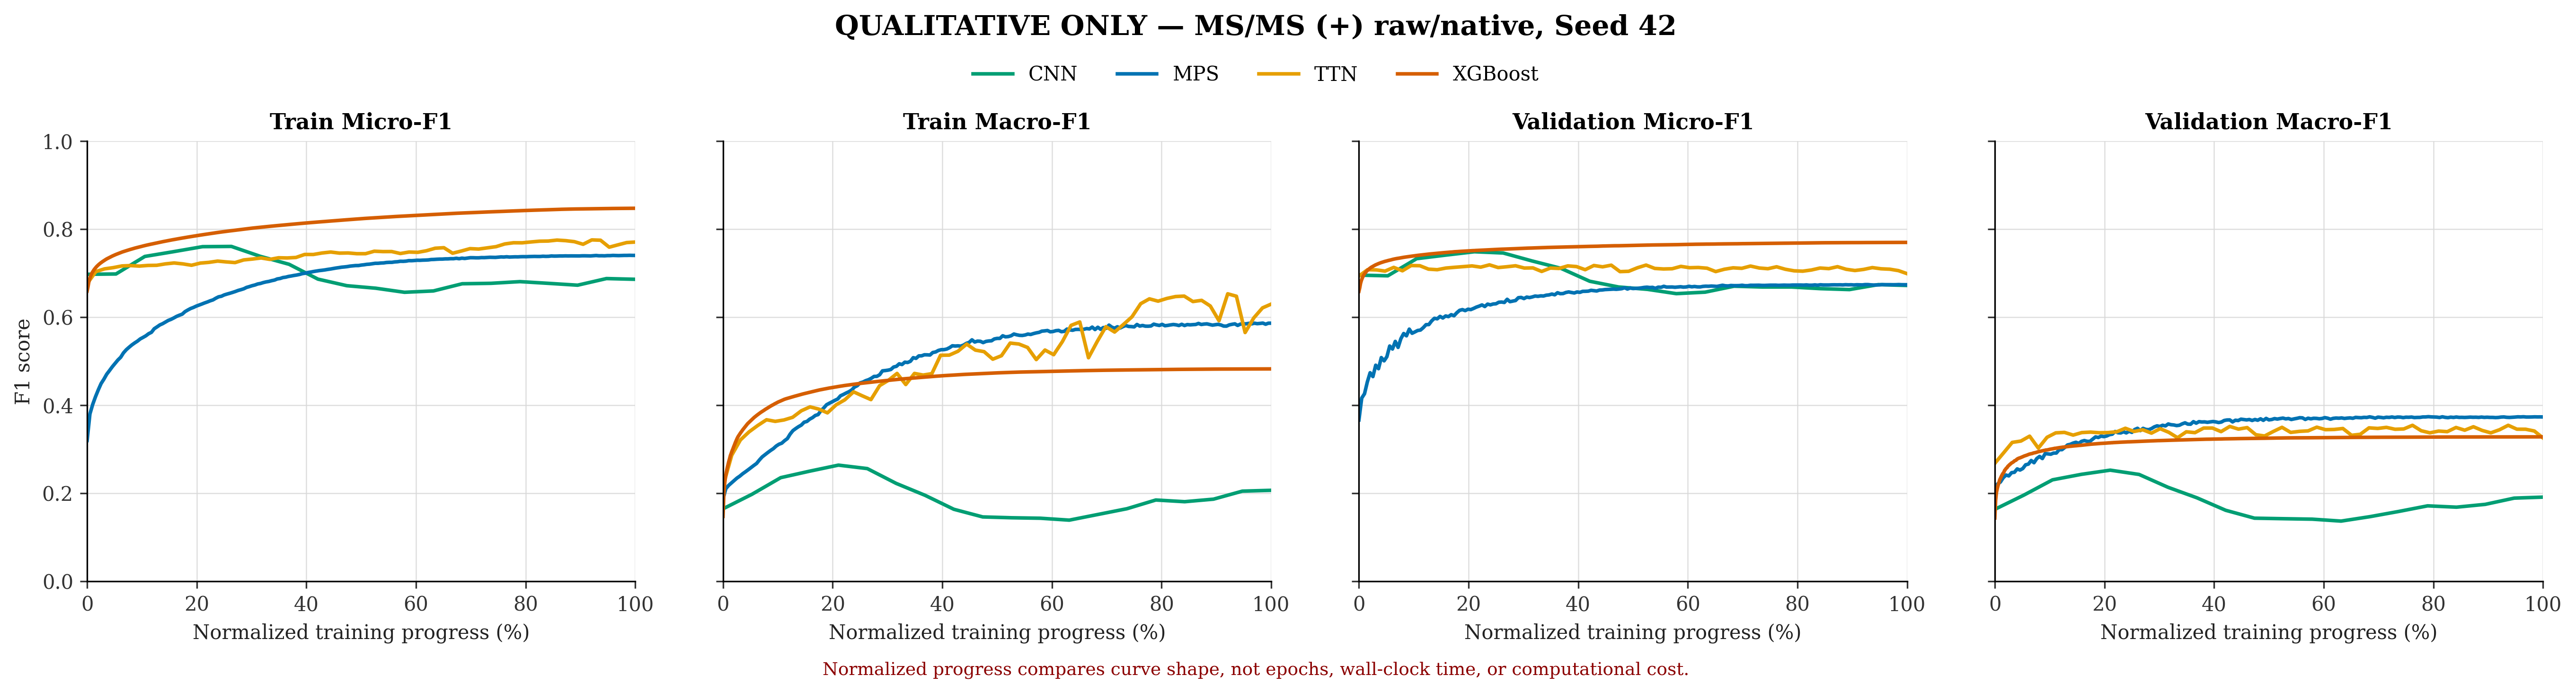 QUALITATIVE ONLY — MS/MS (+) raw/native, Seed 42
CNN MPS TTN XGBoost
Train Micro-F1 Train Macro-F1 Validation Micro-F1 Validation Macro-F1
1.0
0.8
0.6
0.4
0.2
0.0
F1 score
0 20 40 60 80 100 0 20 40 60 80 100 0 20 40 60 80 100 0 20 40 60 80 100
Normalized training progress (%) Normalized training progress (%) Normalized training progress (%) Normalized training progress (%)
Normalized progress compares curve shape, not epochs, wall-clock time, or computational cost.